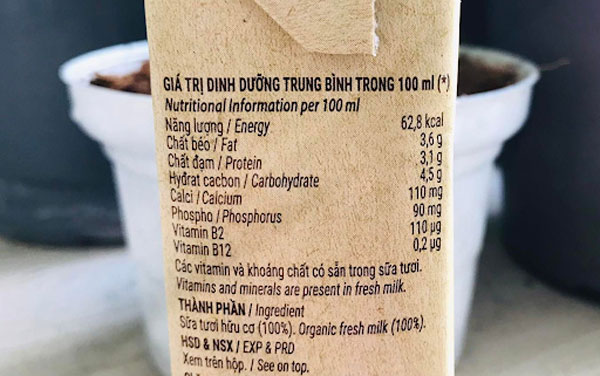 GIÁ TRỊ DINH DƯỠNG TRUNG BÌNH TRONG 100 ml (*)
Nutritional Information per 100 ml
Năng lượng / Energy 62,8 kcal
Chất béo / Fat 3,6 g
Chất đạm / Protein 3,1 g
Hyđrat cacbon / Carbohydrate 4,5 g
Calci / Calcium 110 mg
Phospho / Phosphorus 90 mg
Vitamin B2 110 µg
Vitamin B12 0,2 µg
Các vitamin và khoáng chất có sẵn trong sữa tươi.
Vitamins and minerals are present in fresh milk.
THÀNH PHẦN / Ingredient
Sữa tươi hữu cơ (100%). Organic fresh milk (100%).
HSD & NSX / EXP & PRD
Xem trên hộp. / See on top.